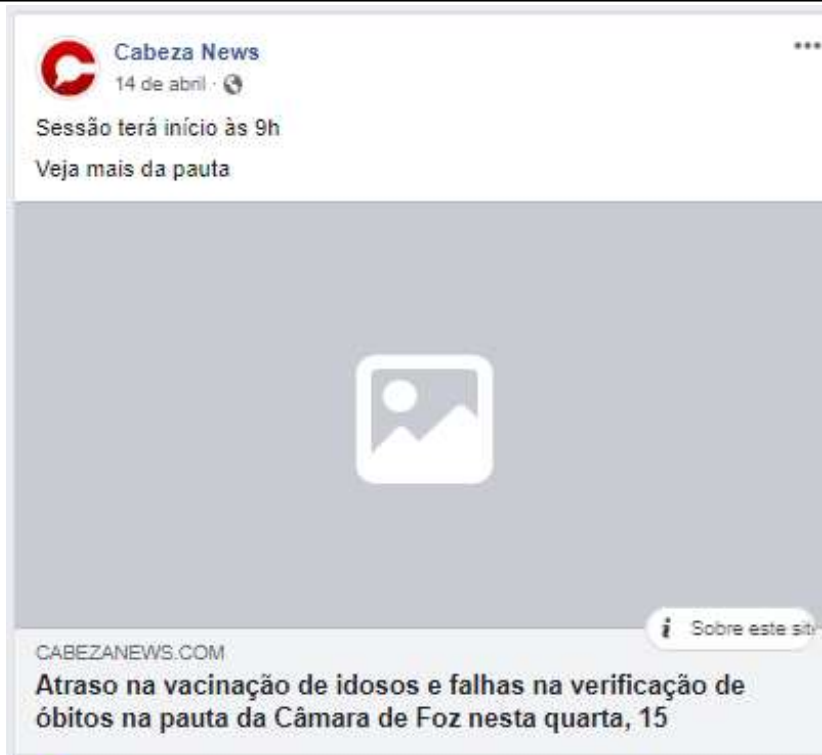 Cabeza News
14 de abril ·
Sessão terá início às 9h
Veja mais da pauta
Sobre este sit
CABEZANEWS.COM
Atraso na vacinação de idosos e falhas na verificação de
óbitos na pauta da Câmara de Foz nesta quarta, 15